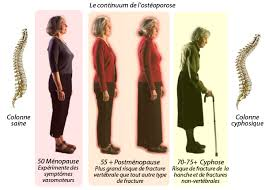 Le continuum de l'ostéoporose
Colonne
saine
Colonne
cyphosique
50 Ménopause
Expérimente des
symptômes
vasomoteurs
55 + Postménopause
Plus grand risque de fracture
vertébrale que tout autre type
de fracture
70-75+ Cyphose
Risque de fracture de la
hanche et de fractures
non-vertébrales